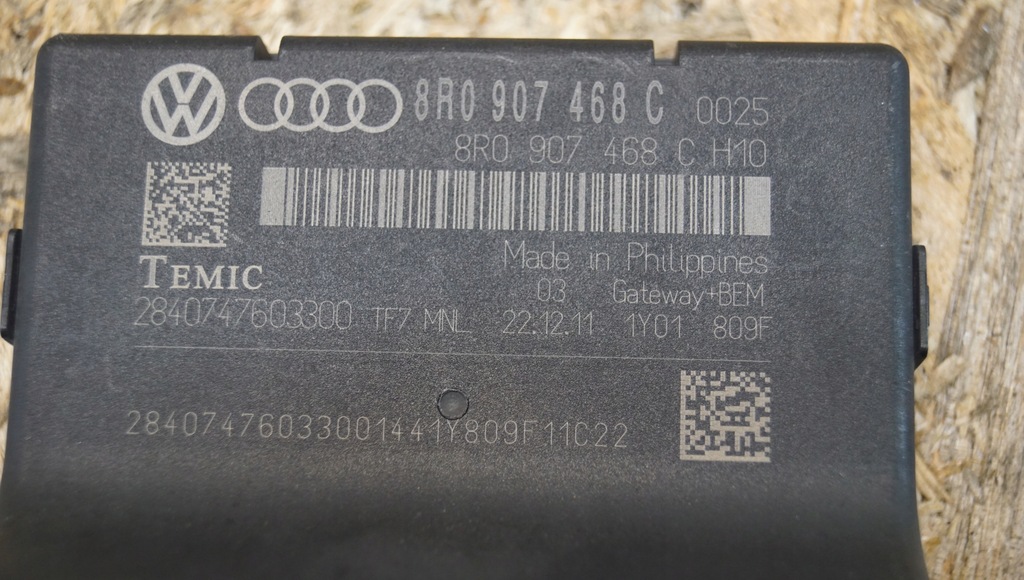 8R0 907 468 C 0025
8R0 907 468 C H10
Made in Philippines
TEMIC
03 Gateway+BEM
2840747603300 TF7 MNL 22.12.11 1Y01 809F
28407476033001441Y809F11C22